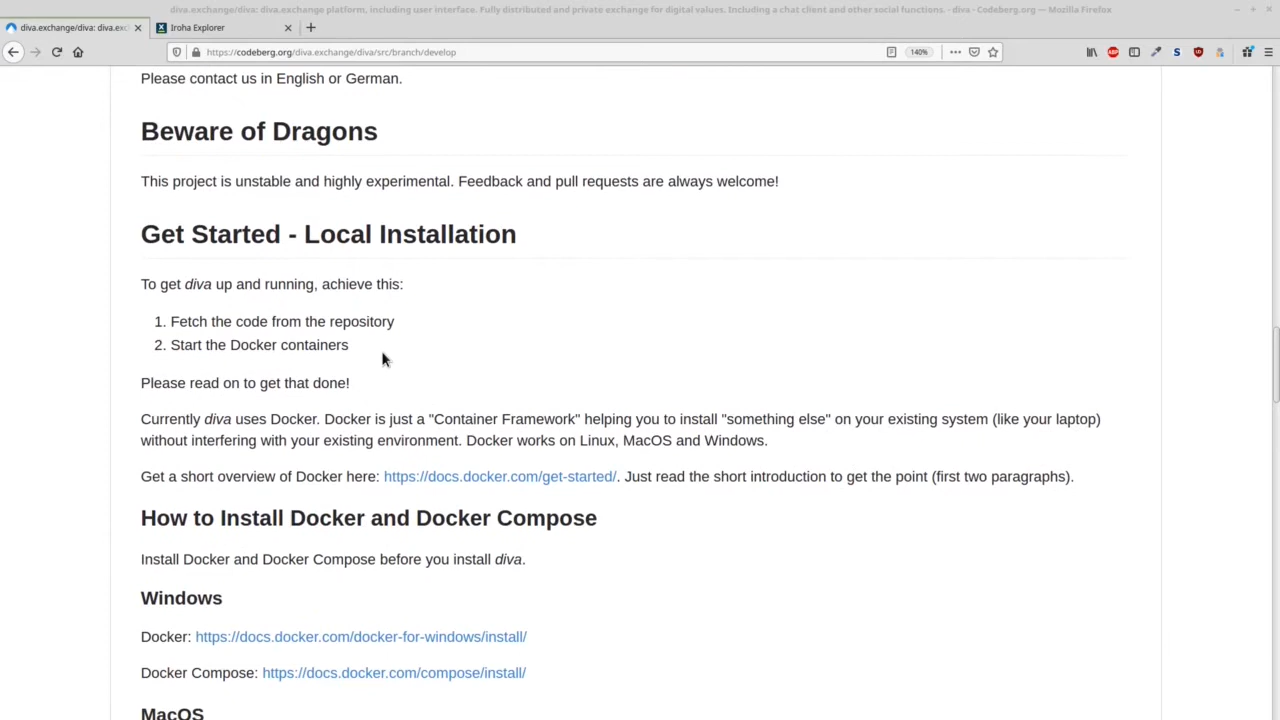 diva.exchange/diva: diva.exchange platform, including user interface. Fully distributed and private exchange for digital values. Including a chat client and other social functions. - diva - Codeberg.org — Mozilla Firefox
diva.exchange/diva: diva.exc
Iroha Explorer
https://codeberg.org/diva.exchange/diva/src/branch/develop
140%
Please contact us in English or German.
Beware of Dragons
This project is unstable and highly experimental. Feedback and pull requests are always welcome!
Get Started - Local Installation
To get diva up and running, achieve this:
1. Fetch the code from the repository
2. Start the Docker containers
Please read on to get that done!
Currently diva uses Docker. Docker is just a "Container Framework" helping you to install "something else" on your existing system (like your laptop)
without interfering with your existing environment. Docker works on Linux, MacOS and Windows.
Get a short overview of Docker here: https://docs.docker.com/get-started/. Just read the short introduction to get the point (first two paragraphs).
How to Install Docker and Docker Compose
Install Docker and Docker Compose before you install diva.
Windows
Docker: https://docs.docker.com/docker-for-windows/install/
Docker Compose: https://docs.docker.com/compose/install/
MacOS